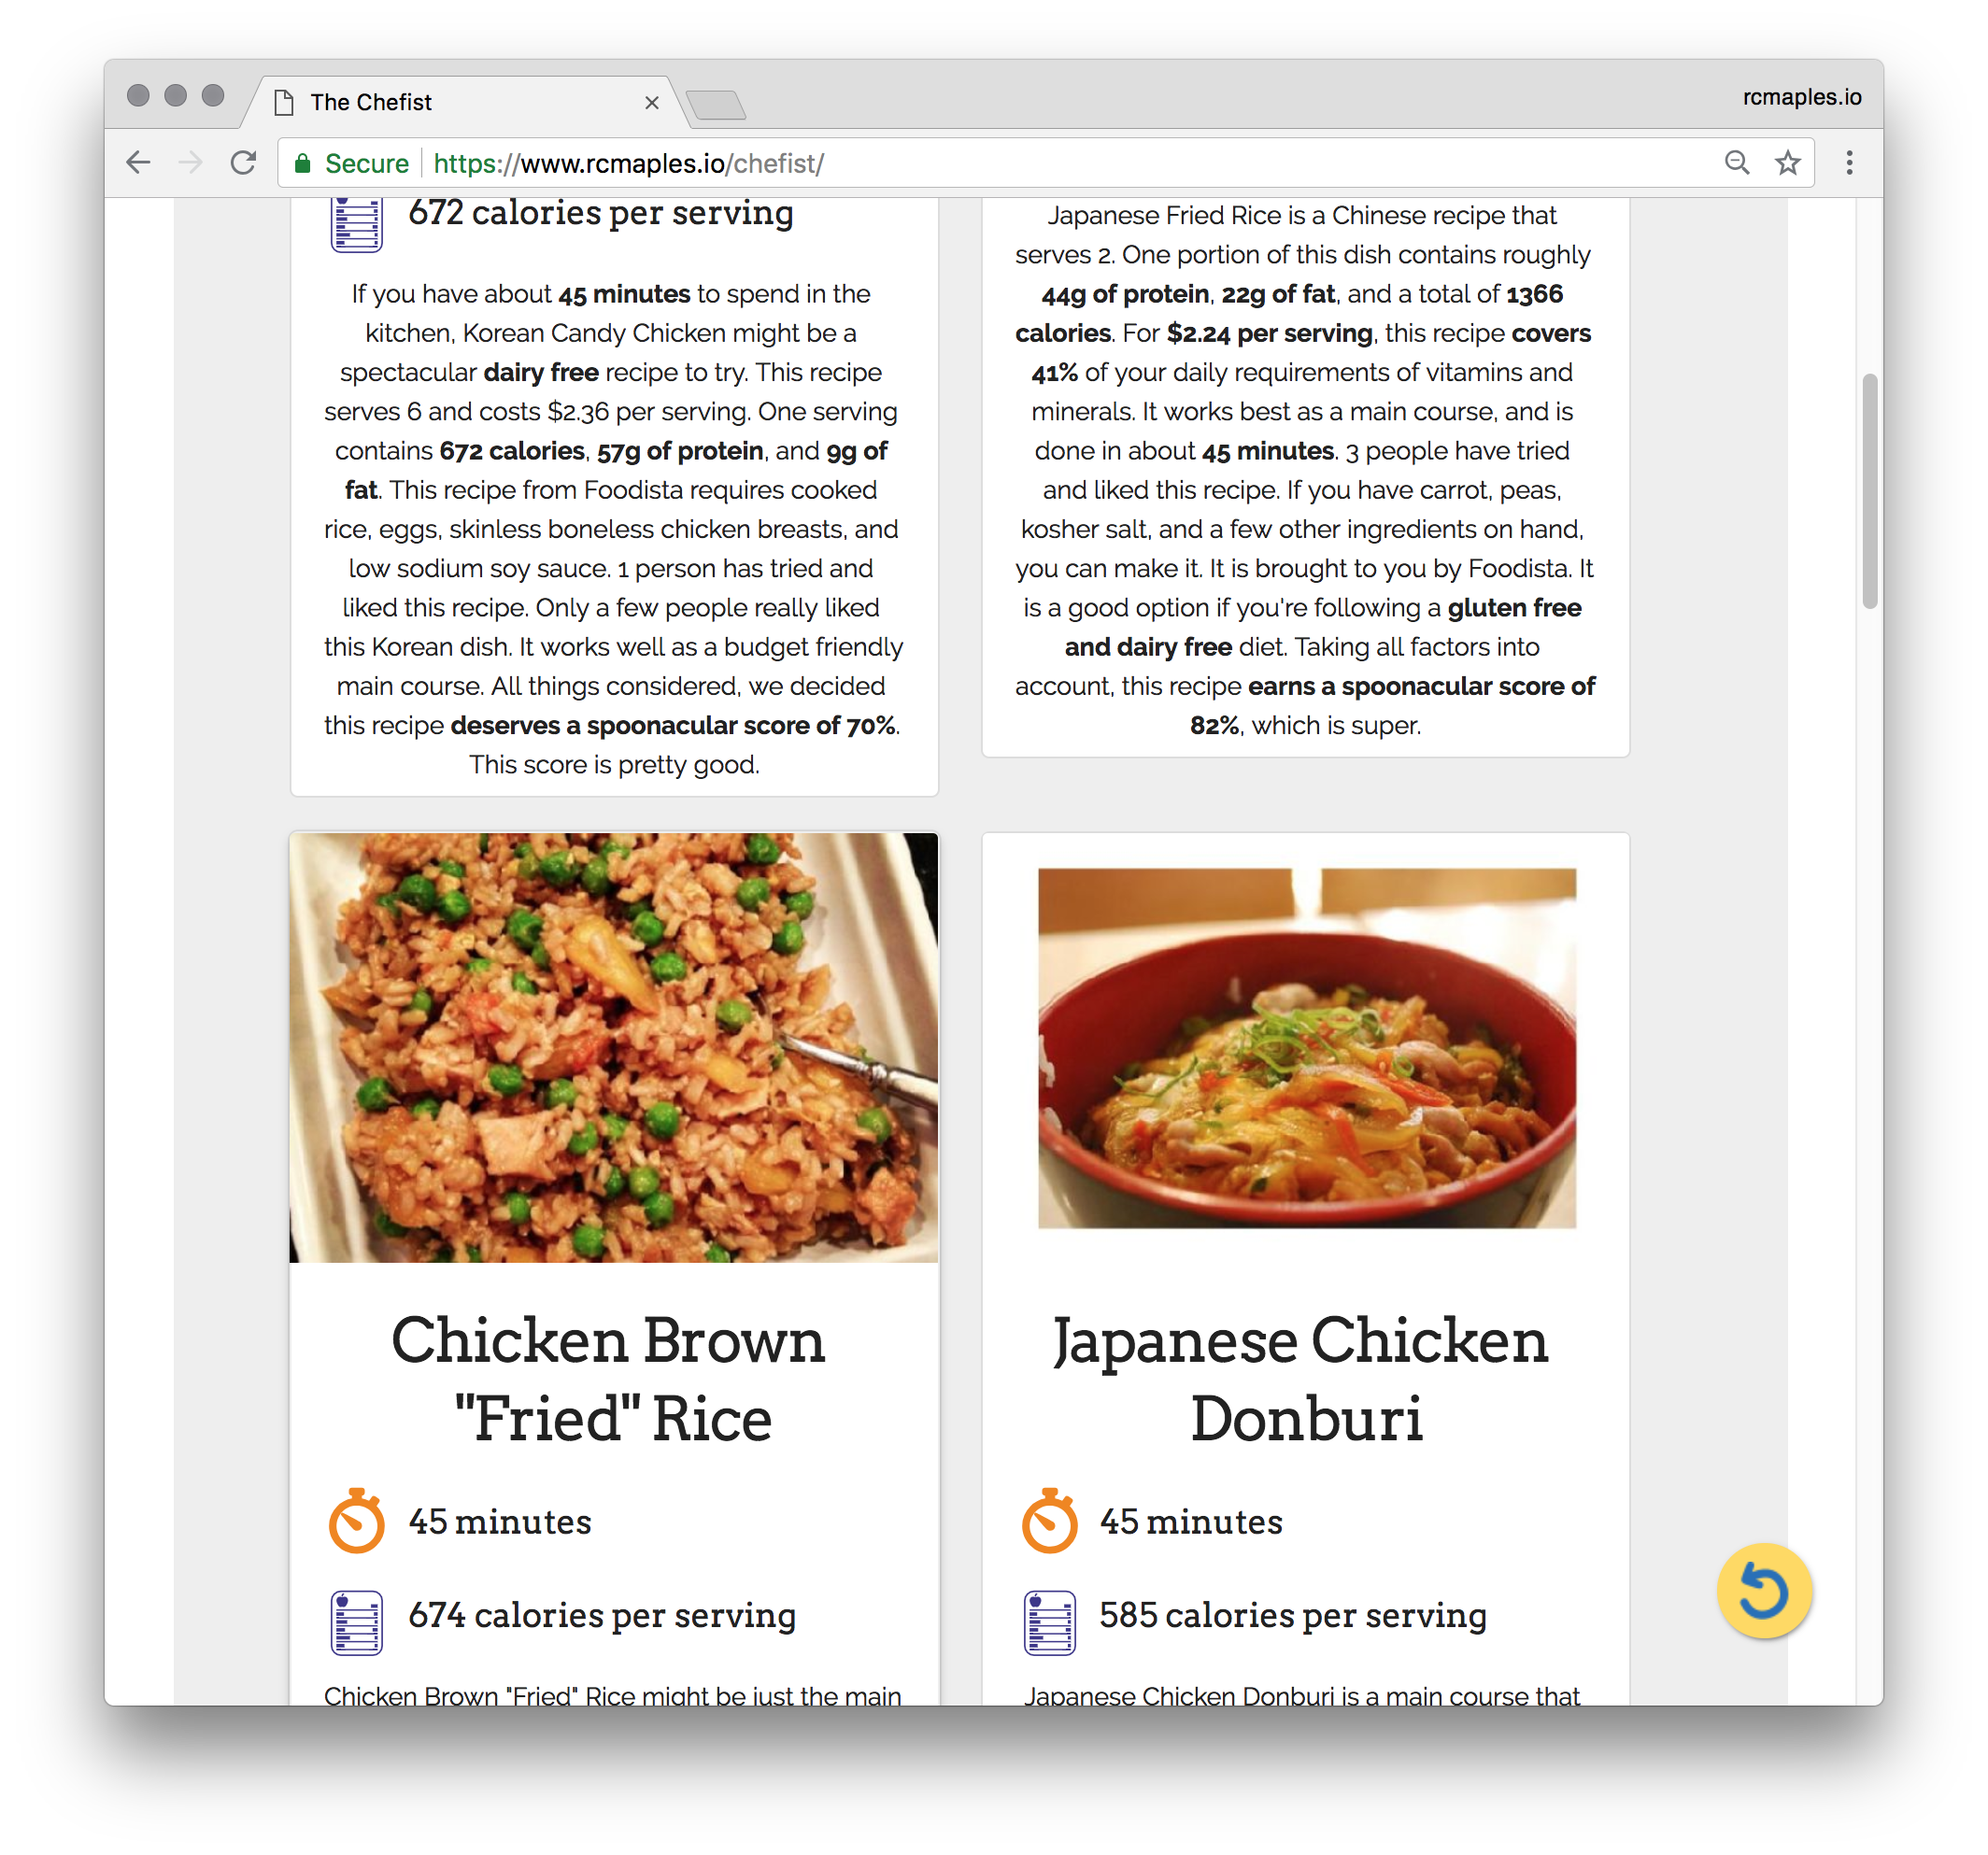 The Chefist
rcmaples.io
Secure
https://www.rcmaples.io/chefist/
672 calories per serving
If you have about 45 minutes to spend in the
kitchen, Korean Candy Chicken might be a
spectacular dairy free recipe to try. This recipe
serves 6 and costs $2.36 per serving. One serving
contains 672 calories, 57g of protein, and 9g of
fat. This recipe from Foodista requires cooked
rice, eggs, skinless boneless chicken breasts, and
low sodium soy sauce. 1 person has tried and
liked this recipe. Only a few people really liked
this Korean dish. It works well as a budget friendly
main course. All things considered, we decided
this recipe deserves a spoonacular score of 70%.
This score is pretty good.
Japanese Fried Rice is a Chinese recipe that
serves 2. One portion of this dish contains roughly
44g of protein, 22g of fat, and a total of 1366
calories. For $2.24 per serving, this recipe covers
41% of your daily requirements of vitamins and
minerals. It works best as a main course, and is
done in about 45 minutes. 3 people have tried
and liked this recipe. If you have carrot, peas,
kosher salt, and a few other ingredients on hand,
you can make it. It is brought to you by Foodista. It
is a good option if you're following a gluten free
and dairy free diet. Taking all factors into
account, this recipe earns a spoonacular score of
82%, which is super.
Chicken Brown
"Fried" Rice
45 minutes
674 calories per serving
Chicken Brown "Fried" Rice might be just the main
Japanese Chicken
Donburi
45 minutes
585 calories per serving
Japanese Chicken Donburi is a main course that